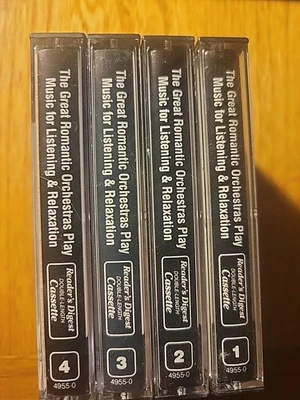 The Great Romantic Orchestras Play
Music for Listening & Relaxation
Reader's Digest
DOUBLE-LENGTH
Cassette
4
4955-0
The Great Romantic Orchestras Play
Music for Listening & Relaxation
Reader's Digest
DOUBLE-LENGTH
Cassette
3
4955-0
The Great Romantic Orchestras Play
Music for Listening & Relaxation
Reader's Digest
DOUBLE-LENGTH
Cassette
2
4955-0
The Great Romantic Orchestras Play
Music for Listening & Relaxation
Reader's Digest
DOUBLE-LENGTH
Cassette
1
4955-0